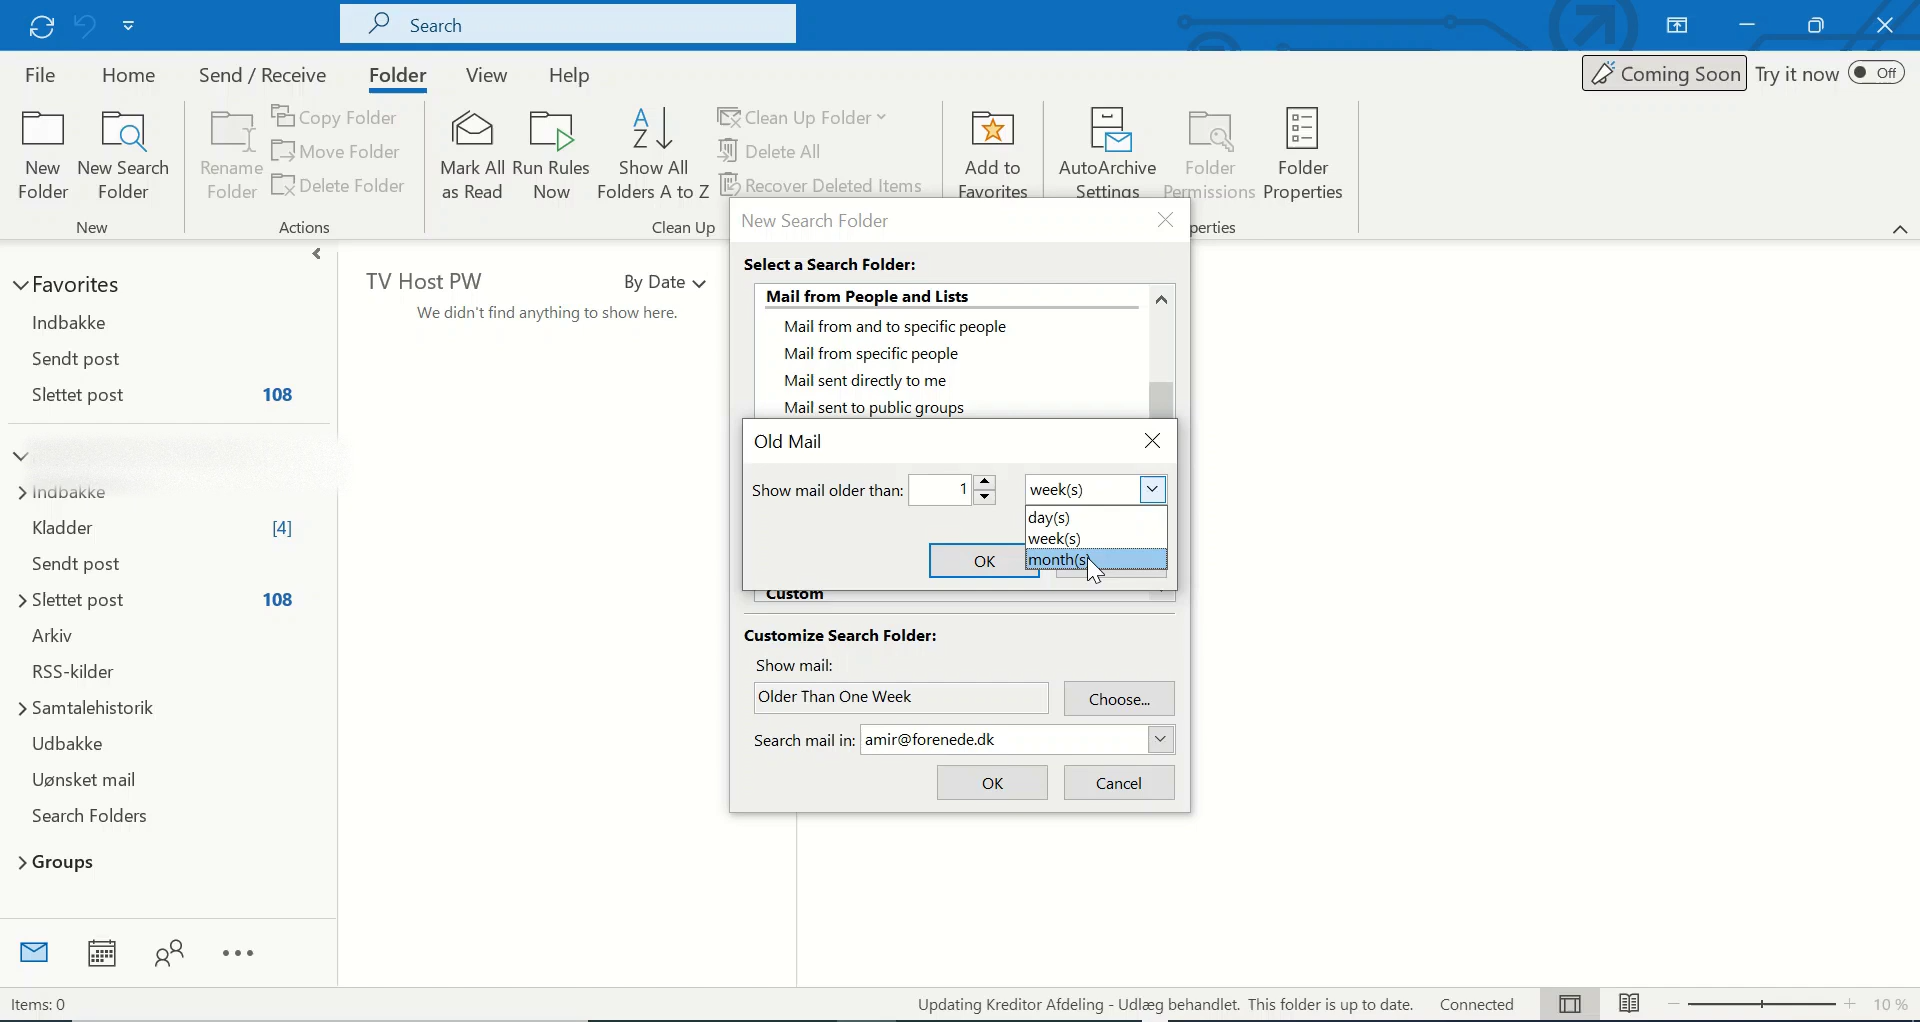 Search
File
Home
Send / Receive
Folder
View
Help
Coming Soon
Try it now
Off
New
Folder
New Search
Folder
Rename
Folder
Copy Folder
Move Folder
Delete Folder
Mark All
as Read
Run Rules
Now
Show All
Folders A to Z
Clean Up Folder
Delete All
Recover Deleted Items
Add to
Favorites
AutoArchive
Settings
Folder
Permissions
Folder
Properties
New
Actions
Clean Up
perties
Favorites
Indbakke
Sendt post
Slettet post 108
Indbakke
Kladder [4]
Sendt post
Slettet post 108
Arkiv
RSS-kilder
Samtalehistorik
Udbakke
Uønsket mail
Search Folders
Groups
TV Host PW
By Date
We didn't find anything to show here.
New Search Folder
Select a Search Folder:
Mail from People and Lists
Mail from and to specific people
Mail from specific people
Mail sent directly to me
Mail sent to public groups
Old Mail
Show mail older than: 1 week(s)
day(s)
week(s)
month(s)
OK
Custom
Customize Search Folder:
Show mail:
Older Than One Week
Choose...
Search mail in: amir@forenede.dk
OK
Cancel
Items: 0
Updating Kreditor Afdeling - Udlæg behandlet. This folder is up to date.
Connected
10 %